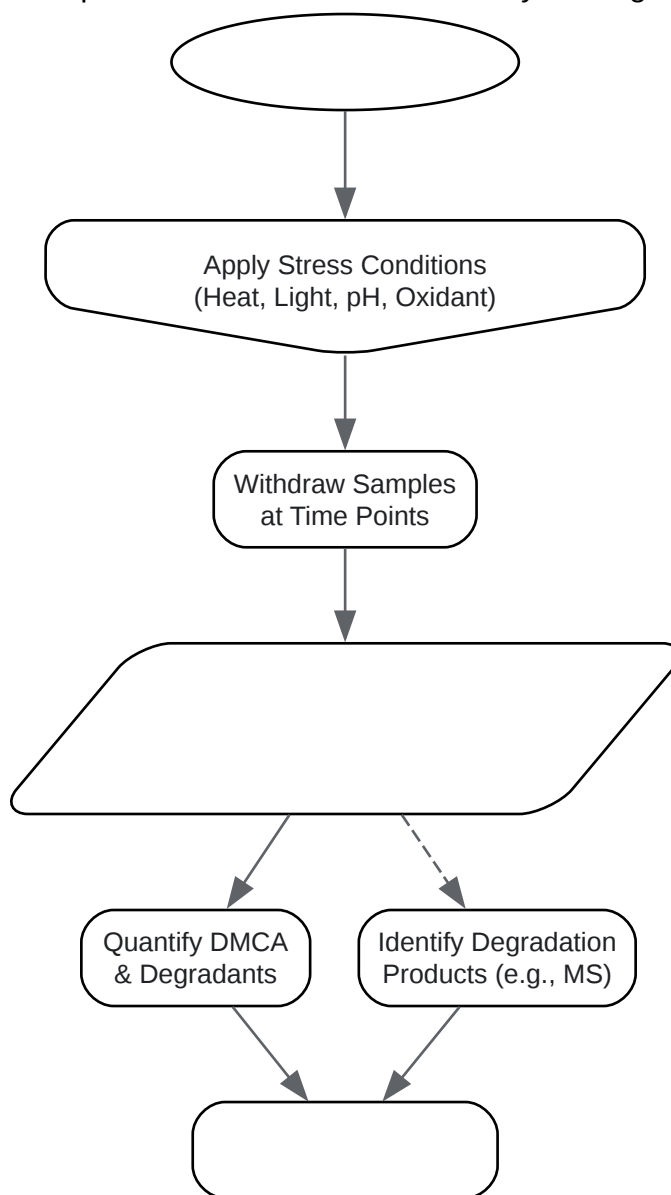 Apply Stress Conditions
(Heat, Light, pH, Oxidant)
Withdraw Samples
at Time Points
Quantify DMCA
& Degradants
Identify Degradation
Products (e.g., MS)